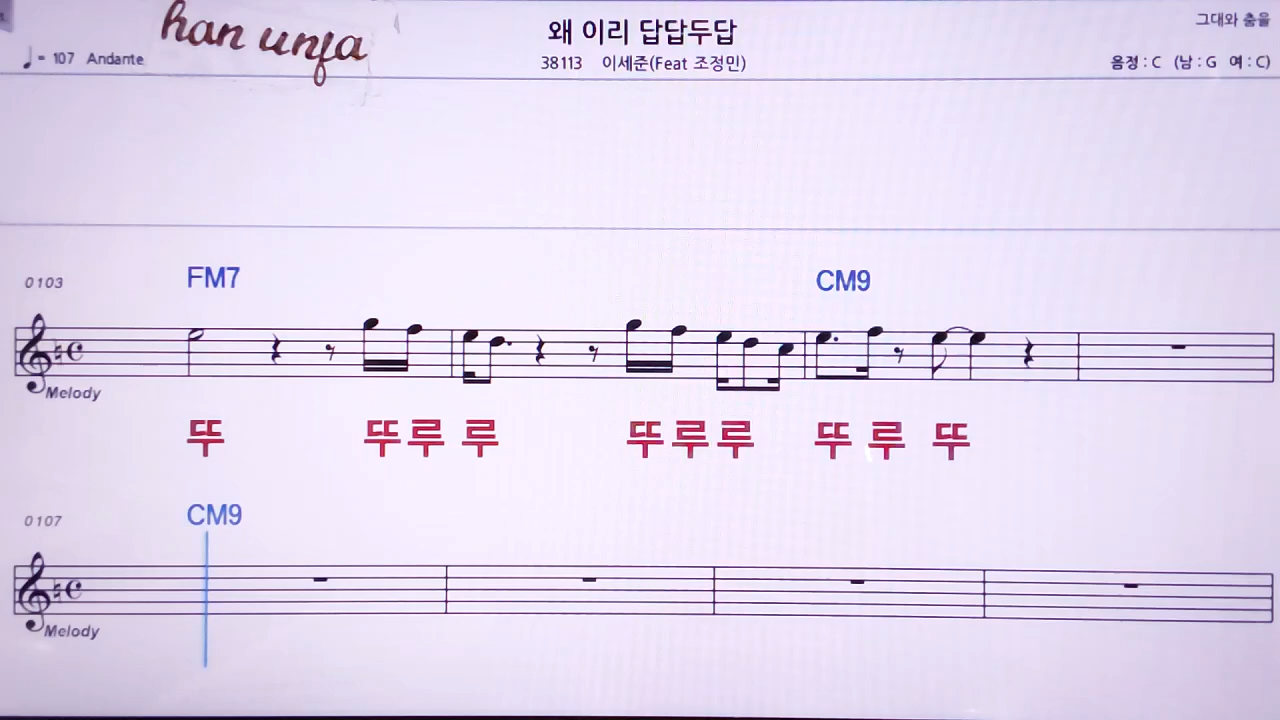 han unja
왜 이리 답답두답
그대와 춤을
♩= 107 Andante
38113 이세준(Feat 조정민)
음정 : C (남 : G 여 : C)
0103
FM7 CM9
Melody
뚜 뚜루 루 뚜루루 뚜 루 뚜
0107
CM9
Melody